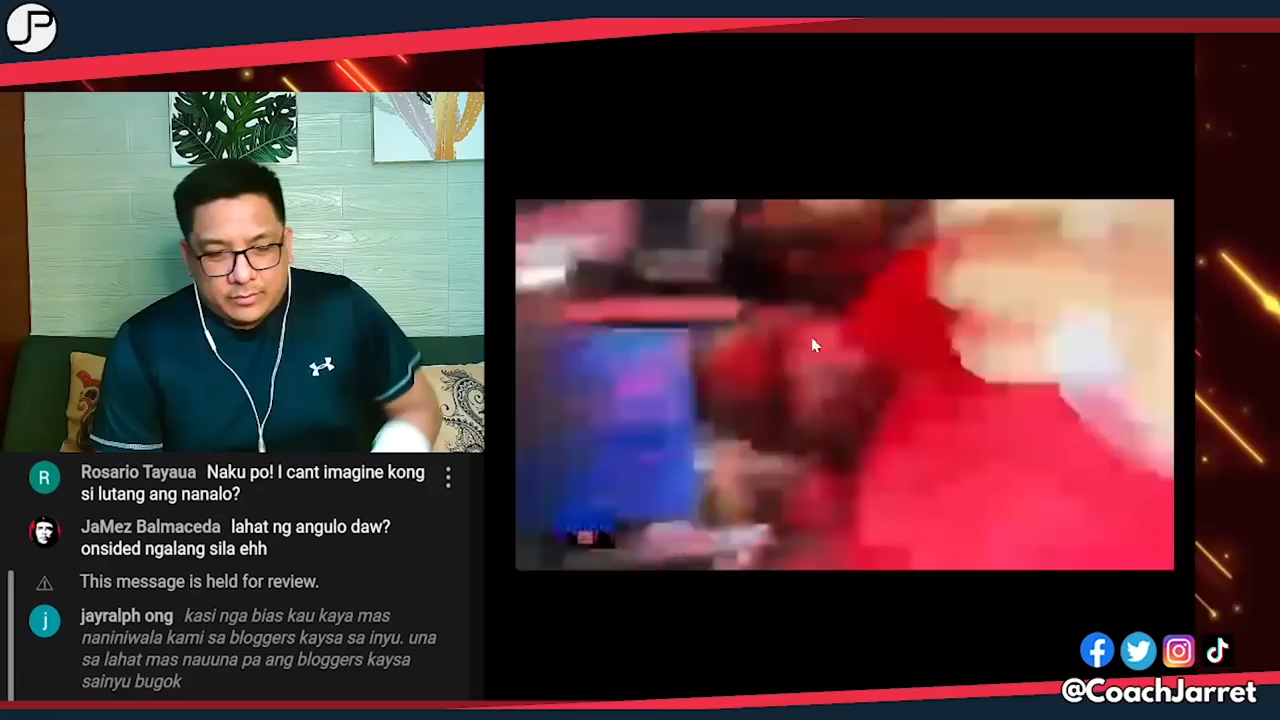 JP
R
Rosario Tayaua Naku po! I cant imagine kong
si lutang ang nanalo?
JaMez Balmaceda lahat ng angulo daw?
onsided ngalang sila ehh
This message is held for review.
j
jayralph ong kasi nga bias kau kaya mas
naniniwala kami sa bloggers kaysa sa inyu. una
sa lahat mas nauuna pa ang bloggers kaysa
sainyu bugok
@CoachJarret